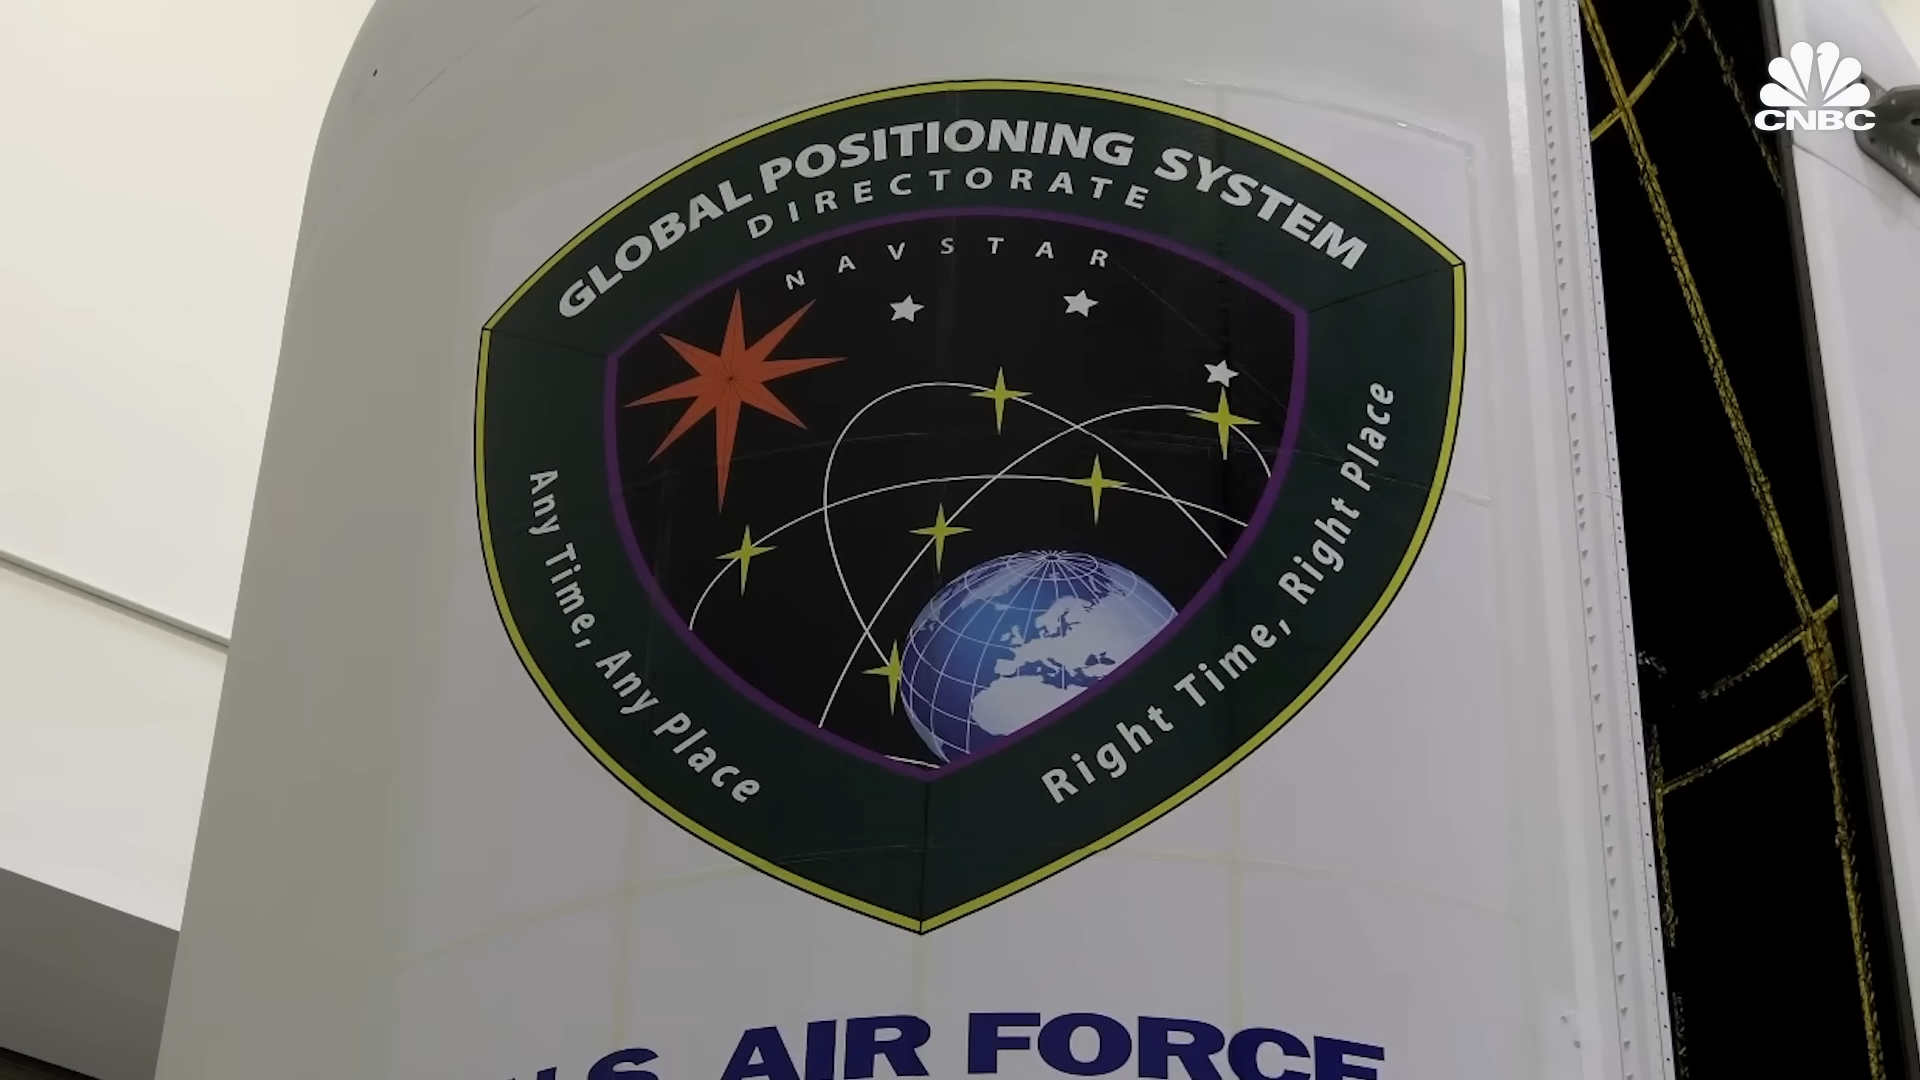 CNBC
GLOBAL POSITIONING SYSTEM
DIRECTORATE
NAVSTAR
Any Time, Any Place
Right Time, Right Place
U.S. AIR FORCE